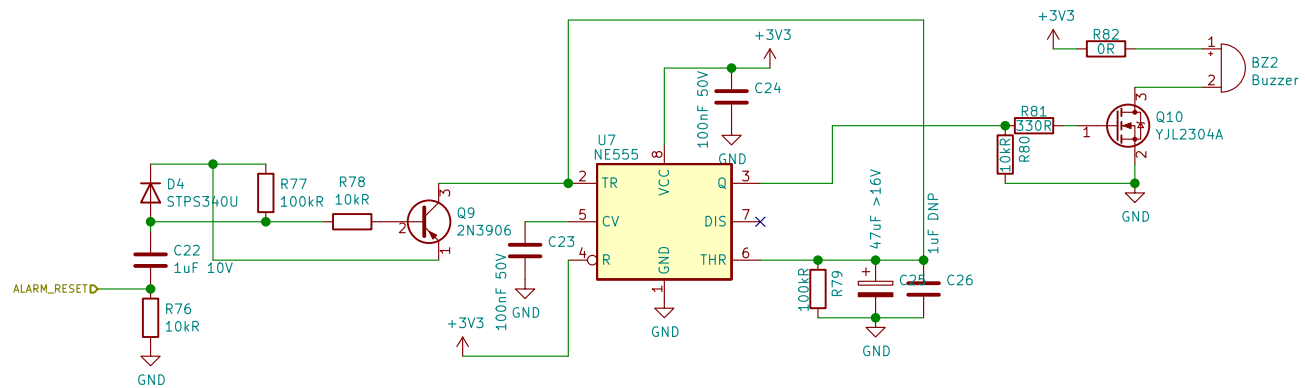 +3V3
R82
0R
1
+
BZ2
Buzzer
2
+3V3
C24
100nF 50V
GND
3
Q10
YJL2304A
R81
330R
1
2
10kR
R80
GND
U7
NE555
8
VCC
2
TR
Q
3
5
CV
DIS
7
4
R
GND
THR
6
1
GND
D4
STPS340U
R77
100kR
R78
10kR
3
Q9
2N3906
2
1
C22
1uF 10V
C23
100nF 50V
GND
47uF >16V
1uF DNP
100kR
R79
+
C25
C26
GND
ALARM_RESET
R76
10kR
GND
+3V3